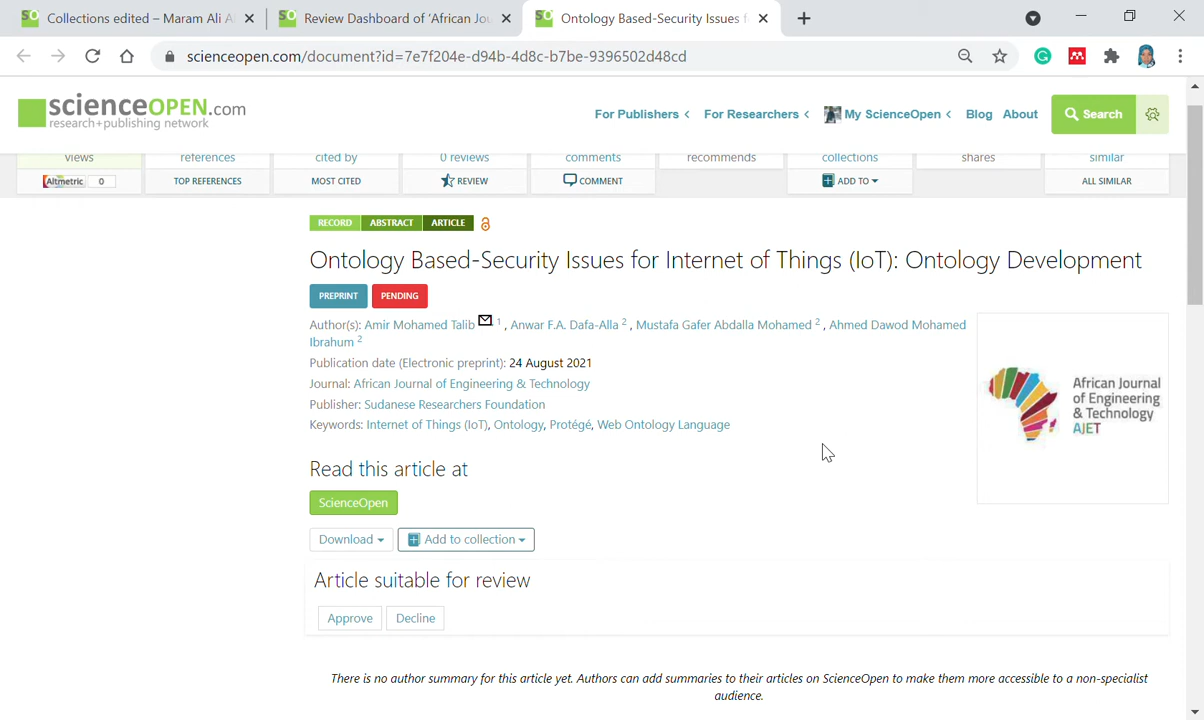 Collections edited – Maram Ali A
Review Dashboard of ‘African Jou
Ontology Based-Security Issues f
scienceopen.com/document?id=7e7f204e-d94b-4d8c-b7be-9396502d48cd
scienceOPEN.com
research+publishing network
For Publishers
For Researchers
My ScienceOpen
Blog
About
Search
views
references
cited by
0 reviews
comments
recommends
collections
shares
similar
Altmetric 0
TOP REFERENCES
MOST CITED
REVIEW
COMMENT
ADD TO
ALL SIMILAR
RECORD ABSTRACT ARTICLE
Ontology Based-Security Issues for Internet of Things (IoT): Ontology Development
PREPRINT PENDING
Author(s): Amir Mohamed Talib 1 , Anwar F.A. Dafa-Alla 2 , Mustafa Gafer Abdalla Mohamed 2 , Ahmed Dawod Mohamed
Ibrahum 2
Publication date (Electronic preprint): 24 August 2021
Journal: African Journal of Engineering & Technology
Publisher: Sudanese Researchers Foundation
Keywords: Internet of Things (IoT), Ontology, Protégé, Web Ontology Language
African Journal
of Engineering
& Technology
AJET
Read this article at
ScienceOpen
Download
Add to collection
Article suitable for review
Approve
Decline
There is no author summary for this article yet. Authors can add summaries to their articles on ScienceOpen to make them more accessible to a non-specialist
audience.